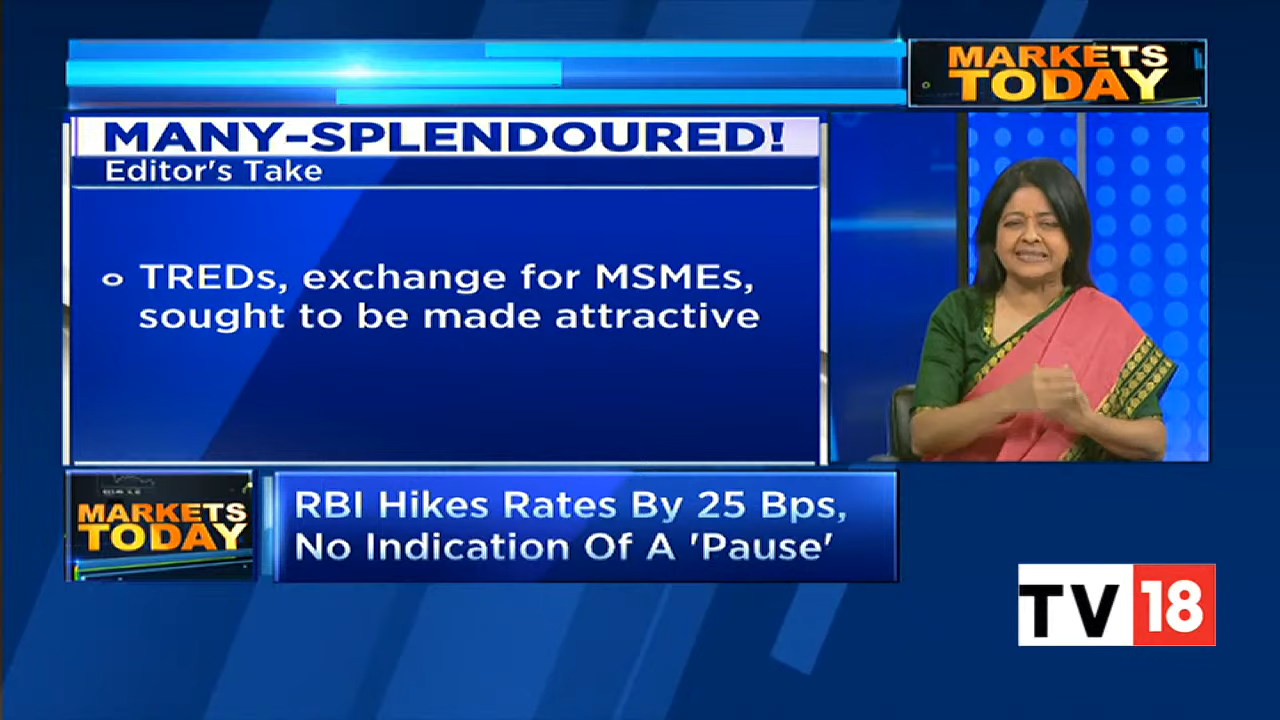 MARKETS
TODAY
MANY-SPLENDOURED!
Editor's Take
TREDs, exchange for MSMEs,
sought to be made attractive
MARKETS
TODAY
RBI Hikes Rates By 25 Bps,
No Indication Of A 'Pause'
TV18